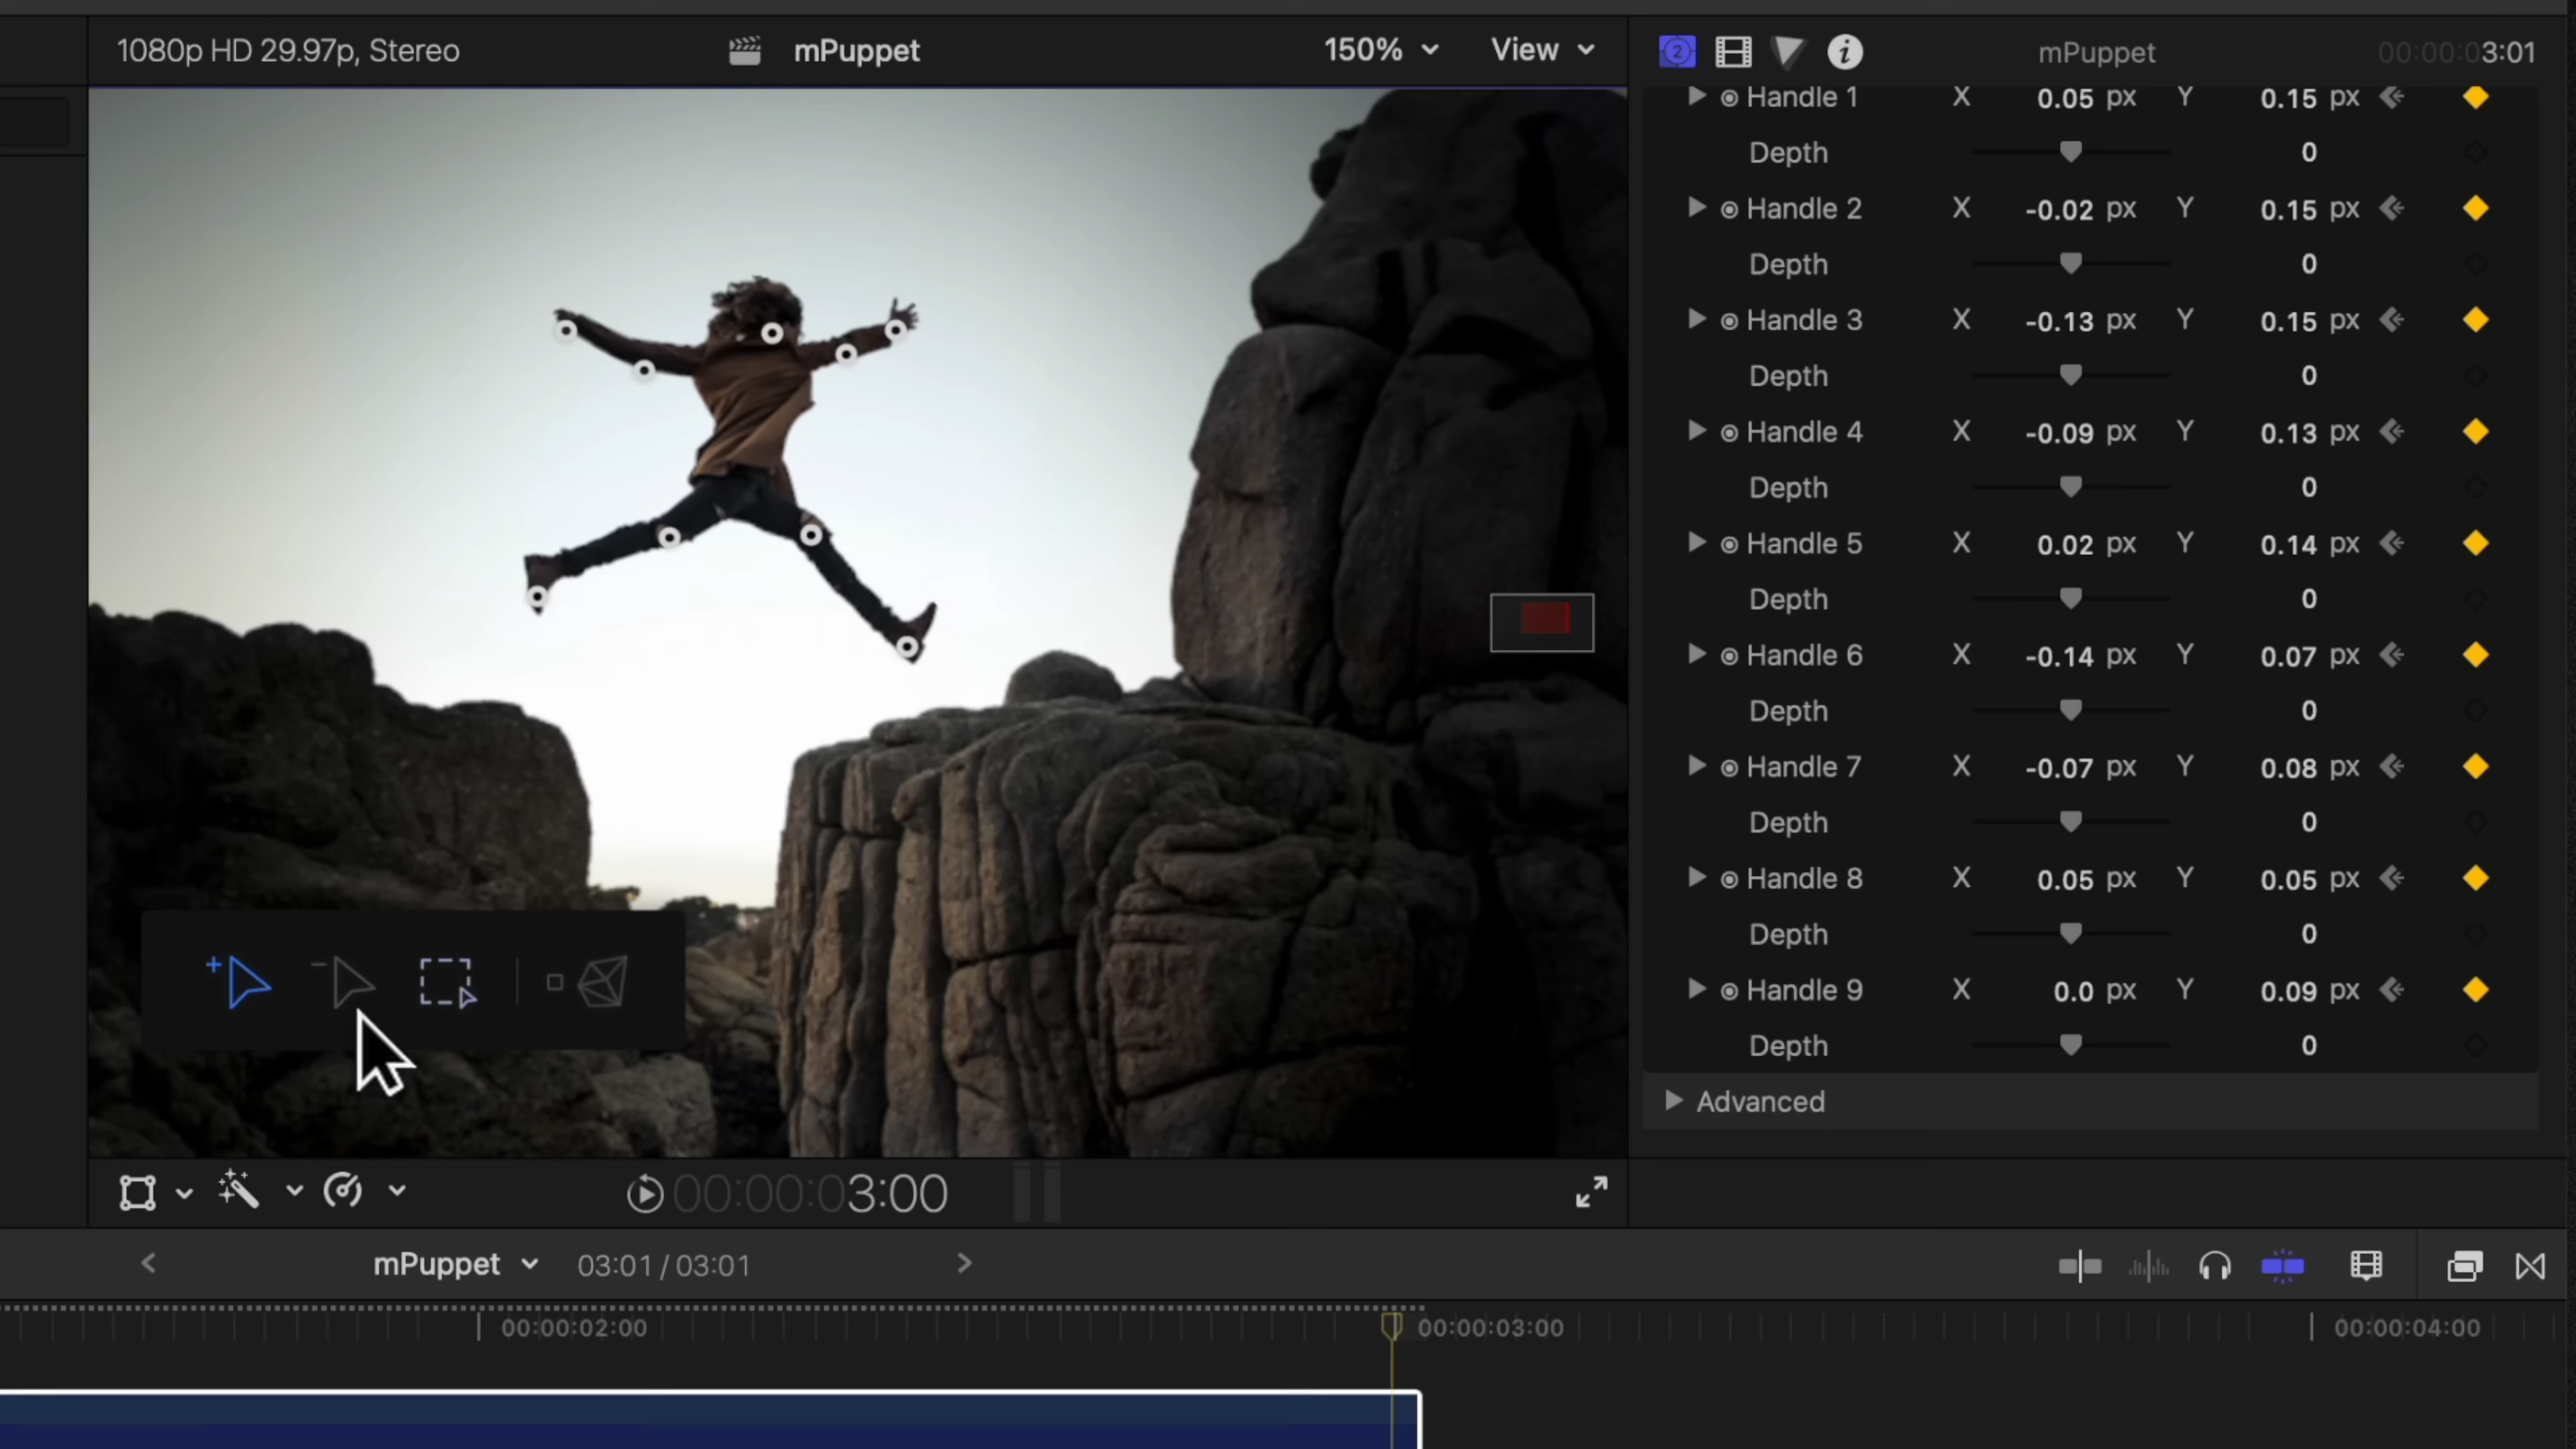 1080p HD 29.97p, Stereo
mPuppet
150%
View
mPuppet
00:00:03:01
Handle 1 X 0.05 px Y 0.15 px
Depth 0
Handle 2 X -0.02 px Y 0.15 px
Depth 0
Handle 3 X -0.13 px Y 0.15 px
Depth 0
Handle 4 X -0.09 px Y 0.13 px
Depth 0
Handle 5 X 0.02 px Y 0.14 px
Depth 0
Handle 6 X -0.14 px Y 0.07 px
Depth 0
Handle 7 X -0.07 px Y 0.08 px
Depth 0
Handle 8 X 0.05 px Y 0.05 px
Depth 0
Handle 9 X 0.0 px Y 0.09 px
Depth 0
Advanced
00:00:03:00
mPuppet 03:01 / 03:01
00:00:02:00 00:00:03:00 00:00:04:00